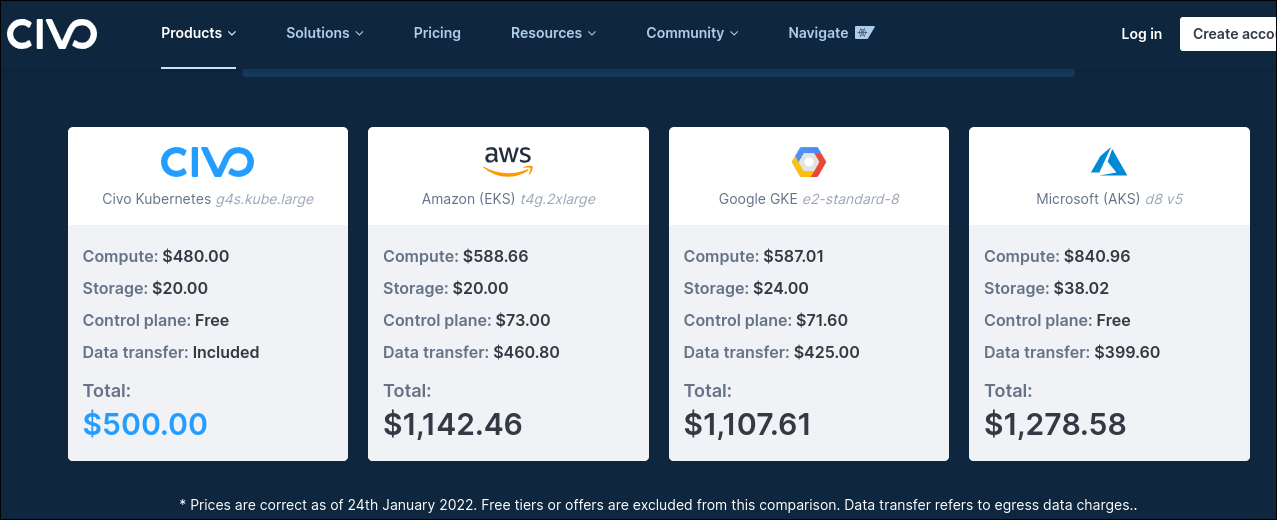 CIVO Products Solutions Pricing Resources Community Navigate Log in Create acco
CIVO
Civo Kubernetes g4s.kube.large
Compute: $480.00
Storage: $20.00
Control plane: Free
Data transfer: Included
Total:
$500.00
aws
Amazon (EKS) t4g.2xlarge
Compute: $588.66
Storage: $20.00
Control plane: $73.00
Data transfer: $460.80
Total:
$1,142.46
Google GKE e2-standard-8
Compute: $587.01
Storage: $24.00
Control plane: $71.60
Data transfer: $425.00
Total:
$1,107.61
Microsoft (AKS) d8 v5
Compute: $840.96
Storage: $38.02
Control plane: Free
Data transfer: $399.60
Total:
$1,278.58
* Prices are correct as of 24th January 2022. Free tiers or offers are excluded from this comparison. Data transfer refers to egress data charges..